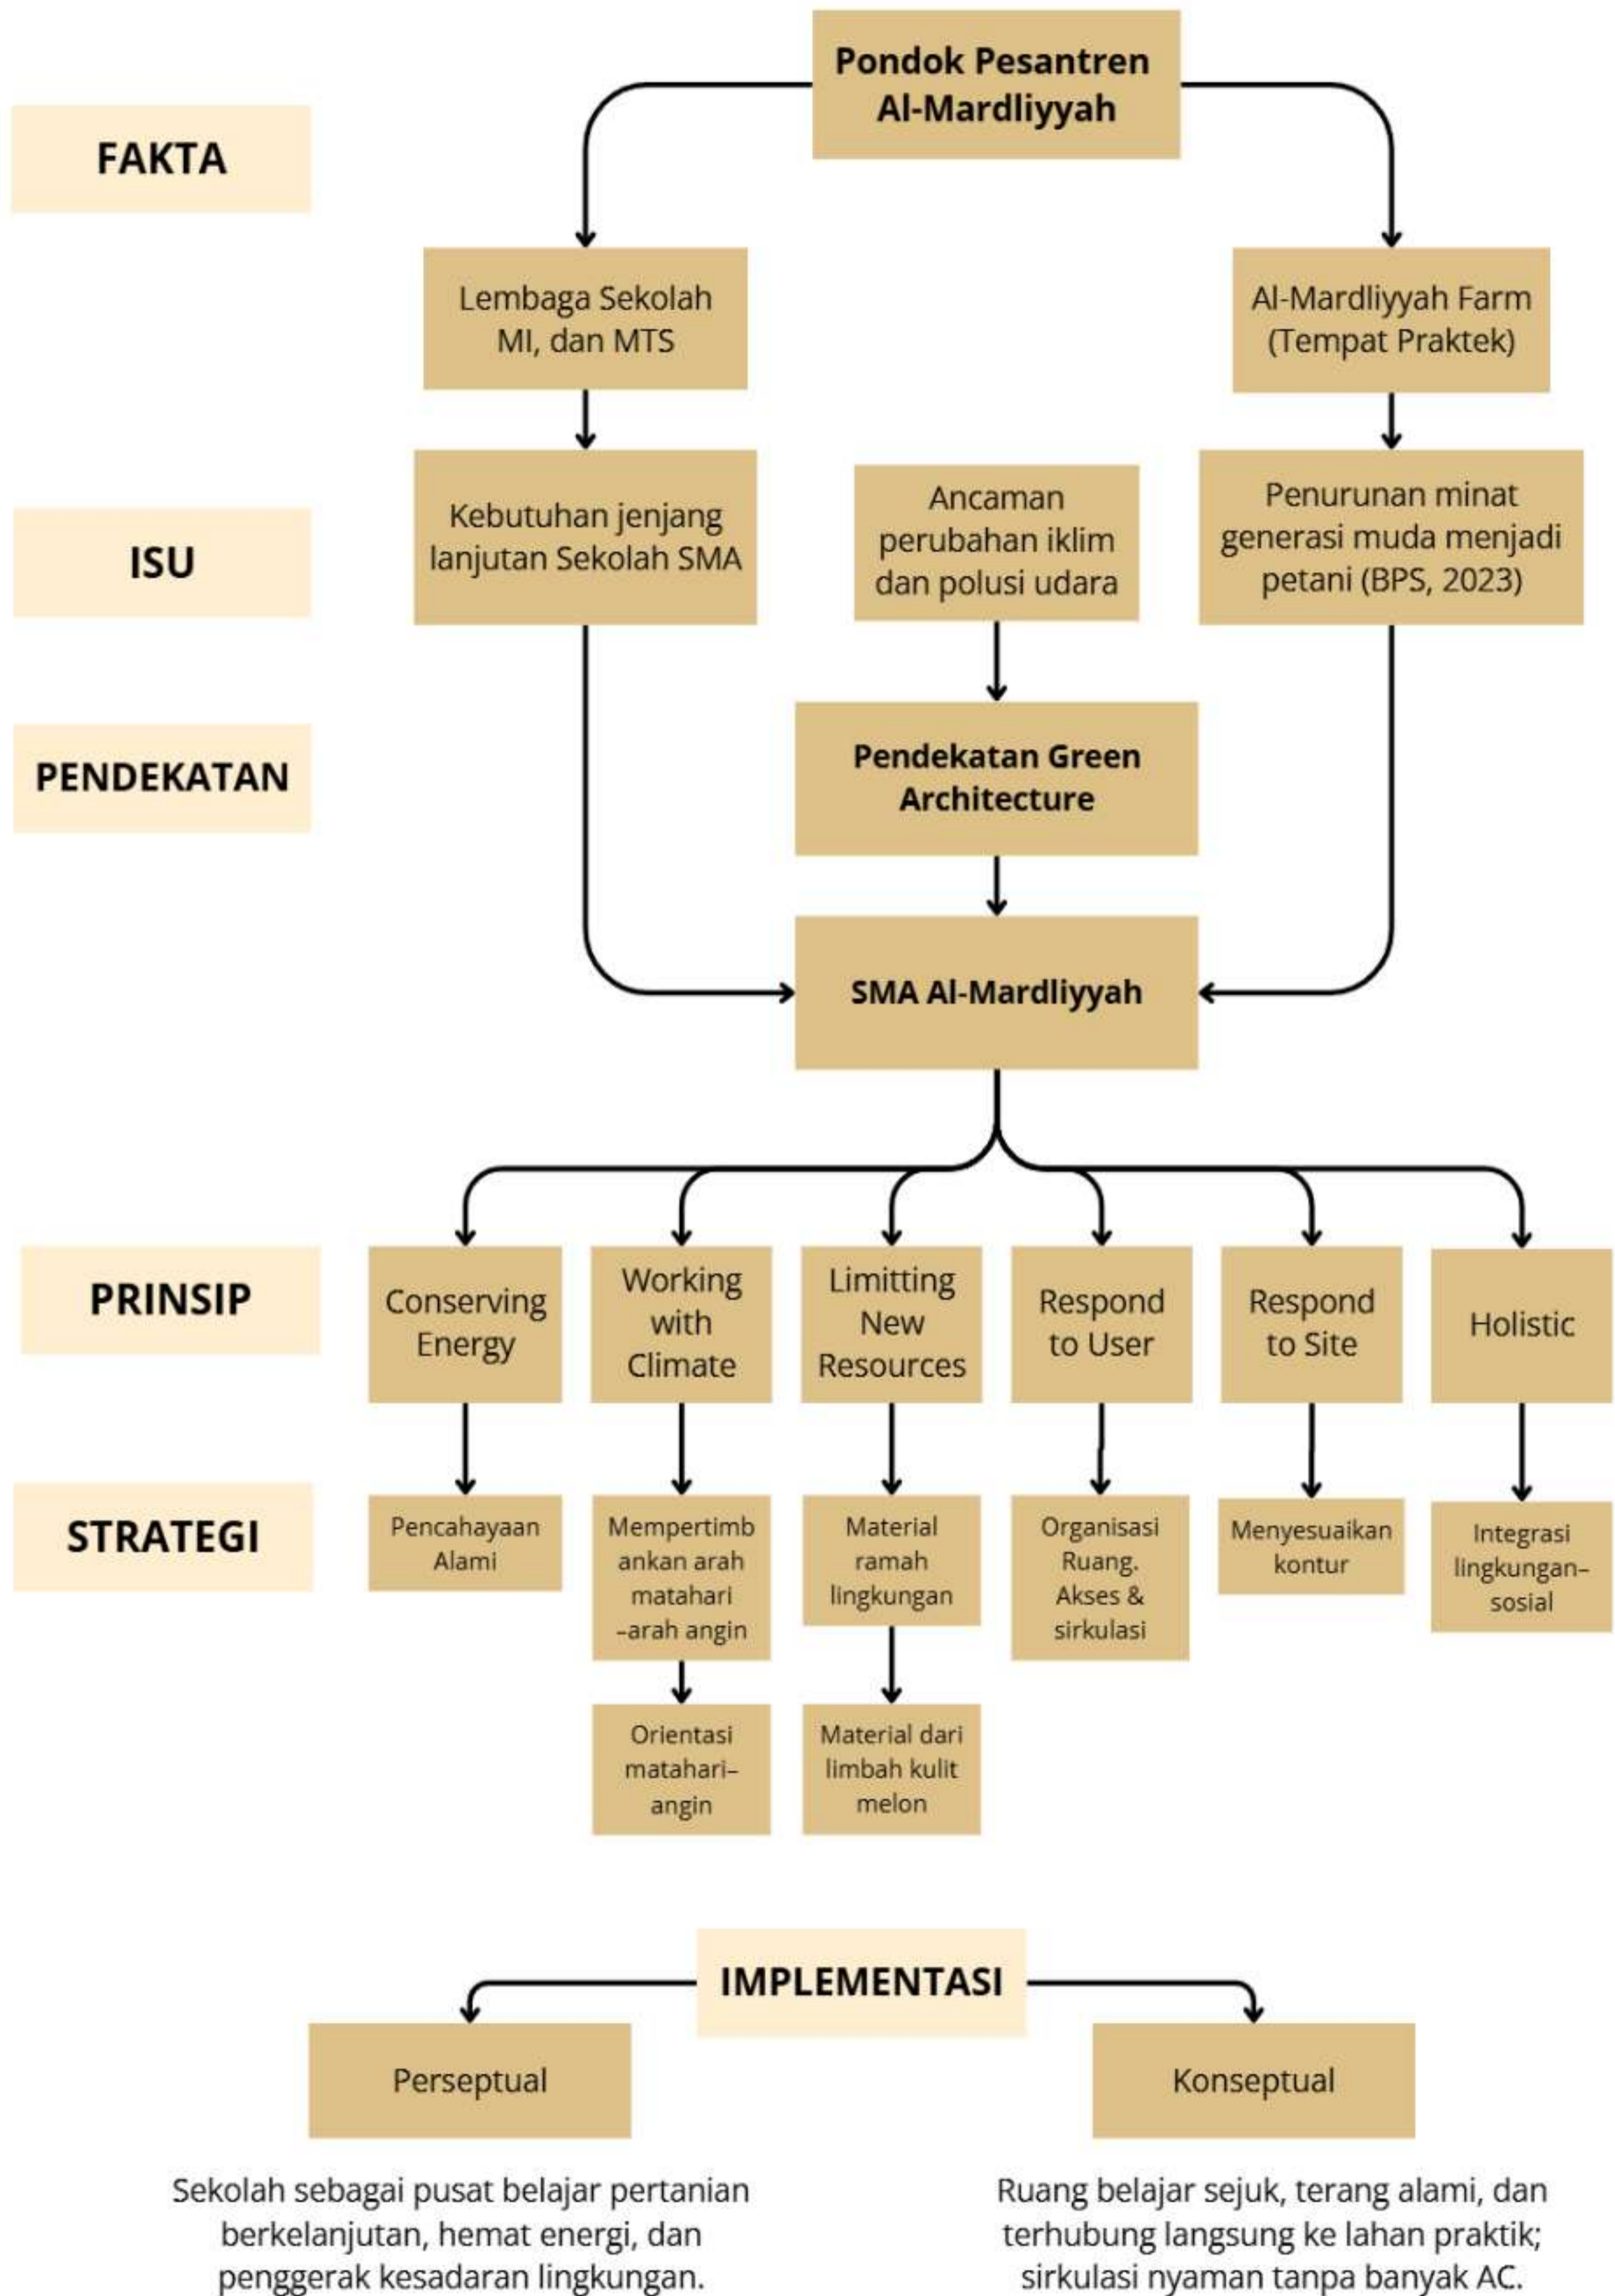 Pondok Pesantren
Al-Mardliyyah
FAKTA
Lembaga Sekolah
MI, dan MTS
Al-Mardliyyah Farm
(Tempat Praktek)
ISU
Kebutuhan jenjang
lanjutan Sekolah SMA
Ancaman
perubahan iklim
dan polusi udara
Penurunan minat
generasi muda menjadi
petani (BPS, 2023)
PENDEKATAN
Pendekatan Green
Architecture
SMA Al-Mardliyyah
PRINSIP
Conserving
Energy
Working
with
Climate
Limitting
New
Resources
Respond
to User
Respond
to Site
Holistic
STRATEGI
Pencahayaan
Alami
Mempertimb
ankan arah
matahari
–arah angin
Material
ramah
lingkungan
Organisasi
Ruang.
Akses &
sirkulasi
Menyesuaikan
kontur
Integrasi
lingkungan–
sosial
Orientasi
matahari–
angin
Material dari
limbah kulit
melon
IMPLEMENTASI
Perseptual
Konseptual
Sekolah sebagai pusat belajar pertanian
berkelanjutan, hemat energi, dan
penggerak kesadaran lingkungan.
Ruang belajar sejuk, terang alami, dan
terhubung langsung ke lahan praktik;
sirkulasi nyaman tanpa banyak AC.